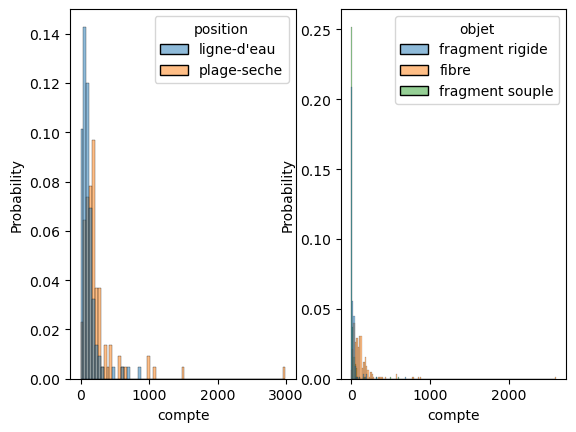 position
ligne-d'eau
plage-seche
0.14
0.12
0.10
0.08
0.06
0.04
0.02
0.00
Probability
0
1000
2000
3000
compte
objet
fragment rigide
fibre
fragment souple
0.25
0.20
0.15
0.10
0.05
0.00
Probability
0
1000
2000
compte